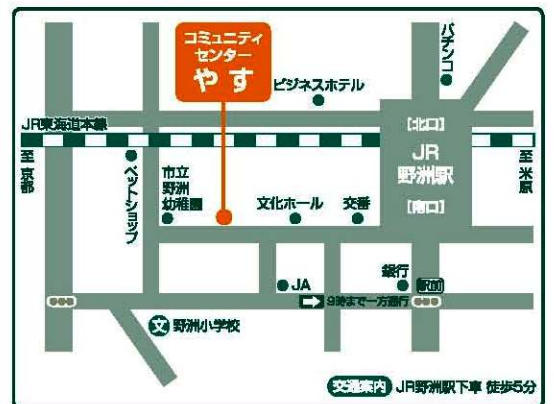 コミュニティ
センター
やす
パチンコ
ビジネスホテル
JR東海道本線
【北口】
JR
野洲駅
【南口】
至 京都
至 米原
ペットショップ
市立
野洲
幼稚園
文化ホール
交番
JA
銀行
駅前
9時まで一方通行
文 野洲小学校
交通案内 JR野洲駅下車 徒歩5分